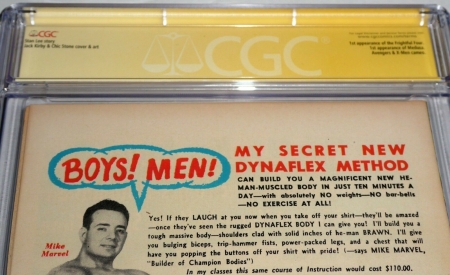 CGC
Stan Lee story
Jack Kirby & Chic Stone cover & art
CGC
1st appearance of the Frightful Four.
1st appearance of Medusa.
Avengers & X-Men cameo.
BOYS! MEN!
MY SECRET NEW
DYNAFLEX METHOD
CAN BUILD YOU A MAGNIFICENT NEW HE-
MAN-MUSCLED BODY IN JUST TEN MINUTES A
DAY—with absolutely NO weights—NO bar-bells
—NO EXERCISE AT ALL!
Yes! If they LAUGH at you now when you take off your shirt—they'll be amazed
—once they've seen the rugged DYNAFLEX BODY I can give you! I'll build you a
tough massive body—shoulders clad with solid inches of he-man BRAWN. I'll give
you bulging biceps, trip-hammer fists, power-packed legs, and a chest that will
have you popping the buttons off your shirt with pride! (—says MIKE MARVEL,
"Builder of Champion Bodies")
In my classes this same course of Instruction would cost $110.00.
Mike
Marvel